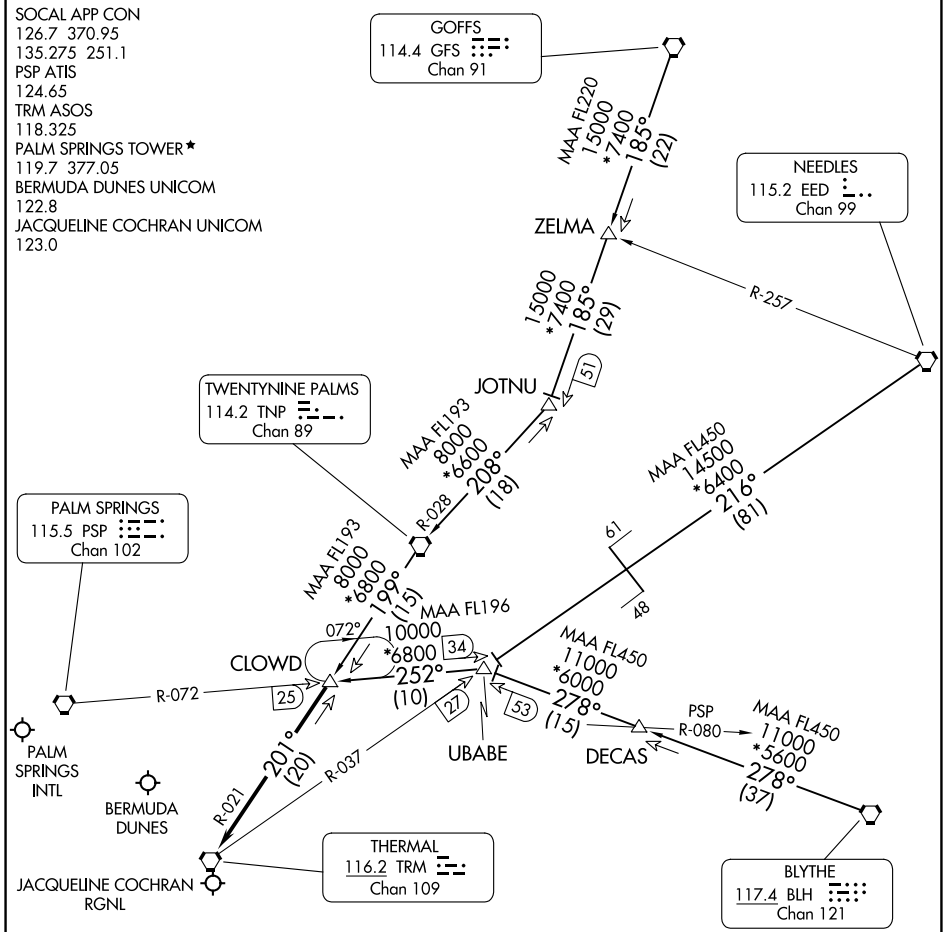 SOCAL APP CON
126.7 370.95
135.275 251.1
PSP ATIS
124.65
TRM ASOS
118.325
PALM SPRINGS TOWER★
119.7 377.05
BERMUDA DUNES UNICOM
122.8
JACQUELINE COCHRAN UNICOM
123.0
GOFFS
114.4 GFS
Chan 91
MAA FL220
15000
*7400
185°
(22)
NEEDLES
115.2 EED
Chan 99
ZELMA
R-257
15000
*7400
185°
(29)
JOTNU
51
TWENTYNINE PALMS
114.2 TNP
Chan 89
MAA FL193
8000
*6600
208°
(18)
R-028
MAA FL450
14500
*6400
216°
(81)
61
48
PALM SPRINGS
115.5 PSP
Chan 102
MAA FL193
8000
*6800
199°
(15)
MAA FL196
10000
*6800
252°
(10)
072°
34
CLOWD
R-072
25
27
53
MAA FL450
11000
*6000
278°
(15)
UBABE
DECAS
PSP
R-080
MAA FL450
11000
*5600
278°
(37)
PALM
SPRINGS
INTL
BERMUDA
DUNES
201°
(20)
R-021
R-037
JACQUELINE COCHRAN
RGNL
THERMAL
116.2 TRM
Chan 109
BLYTHE
117.4 BLH
Chan 121